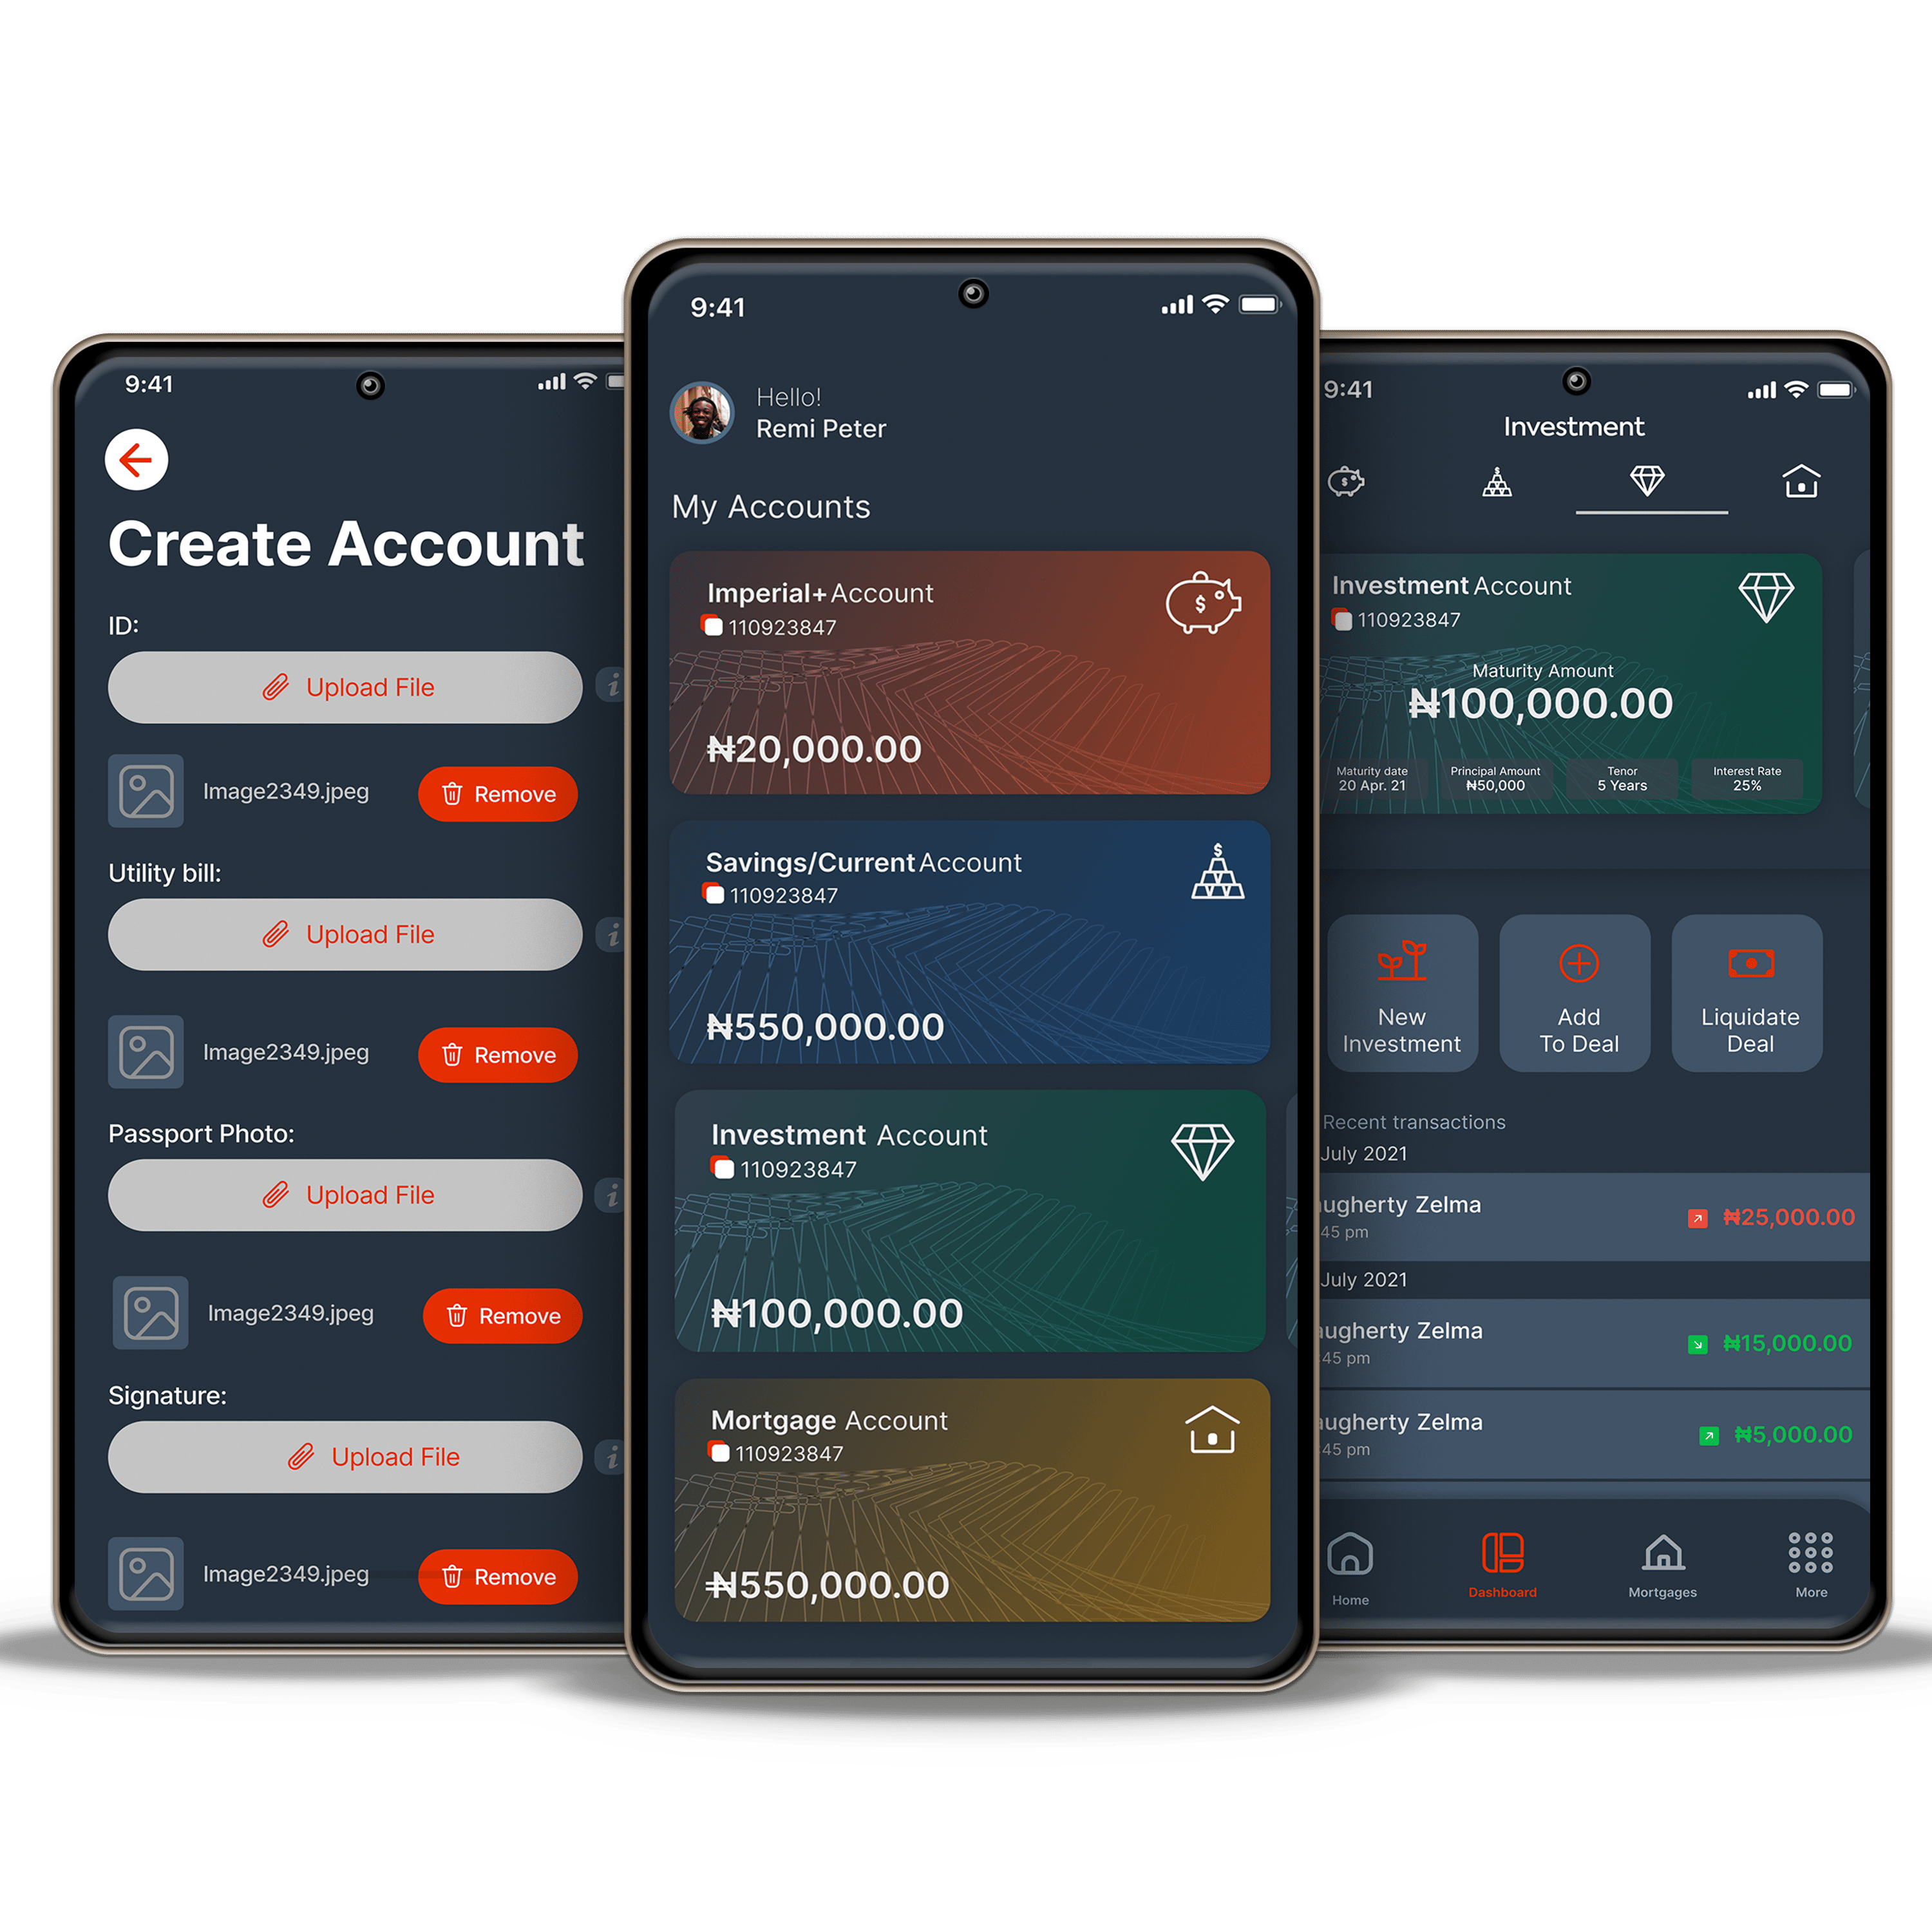 9:41
Create Account
ID:
Upload File
Image2349.jpeg
Remove
Utility bill:
Upload File
Image2349.jpeg
Remove
Passport Photo:
Upload File
Image2349.jpeg
Remove
Signature:
Upload File
Image2349.jpeg
Remove
9:41
Hello!
Remi Peter
My Accounts
Imperial+ Account
110923847
₦20,000.00
Savings/Current Account
110923847
₦550,000.00
Investment Account
110923847
₦100,000.00
Mortgage Account
110923847
₦550,000.00
9:41
Investment
Investment Account
110923847
Maturity Amount
₦100,000.00
Maturity date
20 Apr. 21
Principal Amount
₦50,000
Tenor
5 Years
Interest Rate
25%
New
Investment
Add
To Deal
Liquidate
Deal
Recent transactions
July 2021
Zelma
45 pm
₦25,000.00
July 2021
Zelma
45 pm
₦15,000.00
Zelma
45 pm
₦5,000.00
Home
Dashboard
Mortgages
More